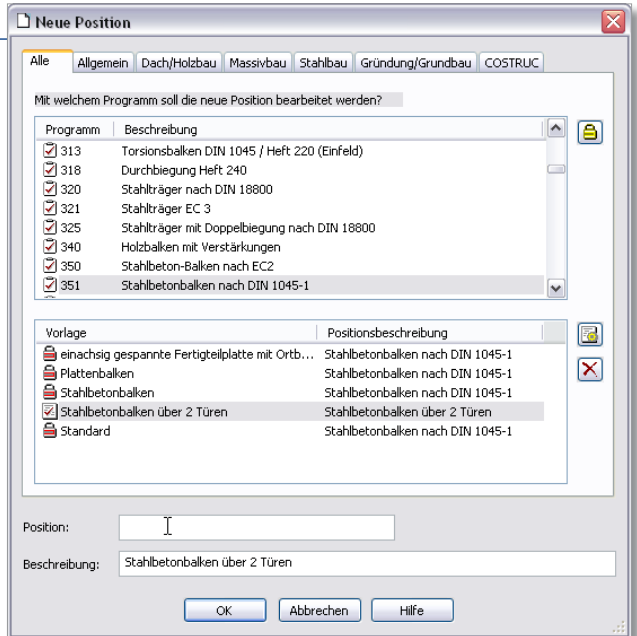 Neue Position
Alle Allgemein Dach/Holzbau Massivbau Stahlbau Gründung/Grundbau COSTRUC
Mit welchem Programm soll die neue Position bearbeitet werden?
Programm Beschreibung
313 Torsionsbalken DIN 1045 / Heft 220 (Einfeld)
318 Durchbiegung Heft 240
320 Stahlträger nach DIN 18800
321 Stahlträger EC 3
325 Stahlträger mit Doppelbiegung nach DIN 18800
340 Holzbalken mit Verstärkungen
350 Stahlbeton-Balken nach EC2
351 Stahlbetonbalken nach DIN 1045-1
Vorlage Positionsbeschreibung
einachsig gespannte Fertigteilplatte mit Ortb... Stahlbetonbalken nach DIN 1045-1
Plattenbalken Stahlbetonbalken nach DIN 1045-1
Stahlbetonbalken Stahlbetonbalken nach DIN 1045-1
Stahlbetonbalken über 2 Türen Stahlbetonbalken über 2 Türen
Standard Stahlbetonbalken nach DIN 1045-1
Position:
Beschreibung: Stahlbetonbalken über 2 Türen
OK Abbrechen Hilfe